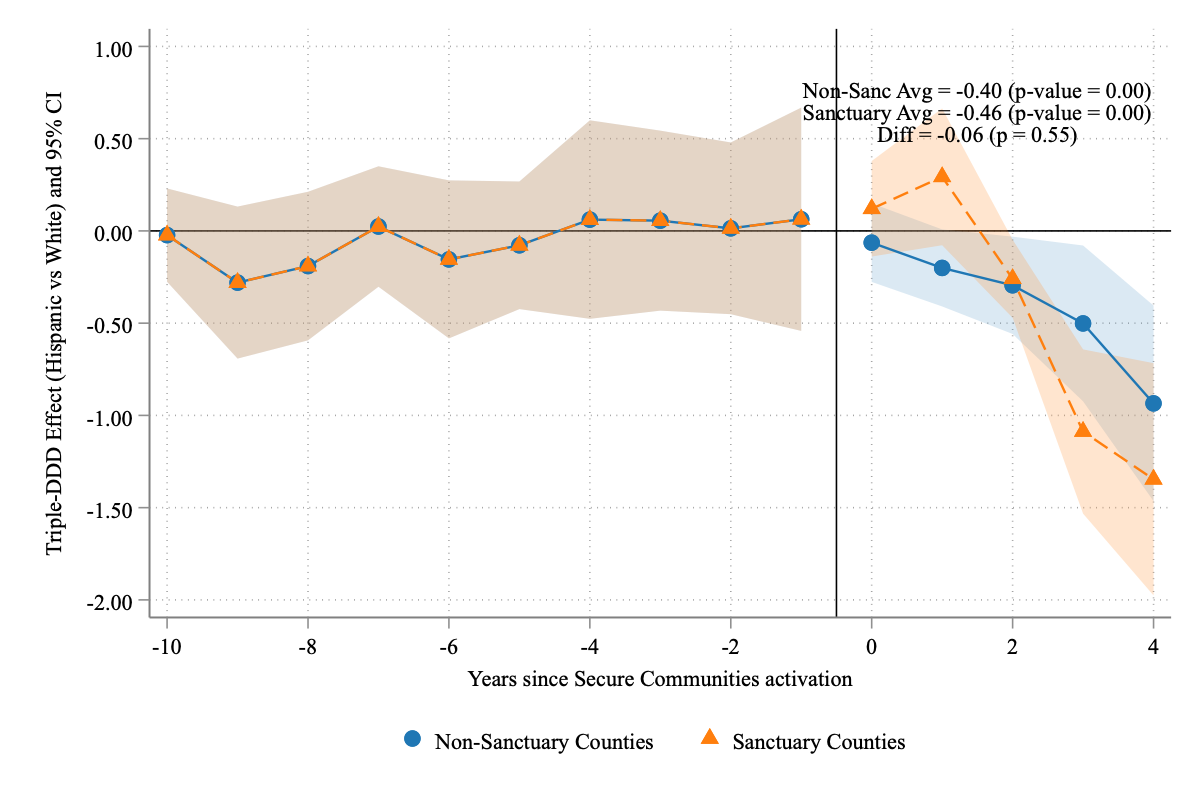 Triple-DDD Effect (Hispanic vs White) and 95% CI
1.00
0.50
0.00
-0.50
-1.00
-1.50
-2.00
Non-Sanc Avg = -0.40 (p-value = 0.00)
Sanctuary Avg = -0.46 (p-value = 0.00)
Diff = -0.06 (p = 0.55)
-10 -8 -6 -4 -2 0 2 4
Years since Secure Communities activation
Non-Sanctuary Counties Sanctuary Counties